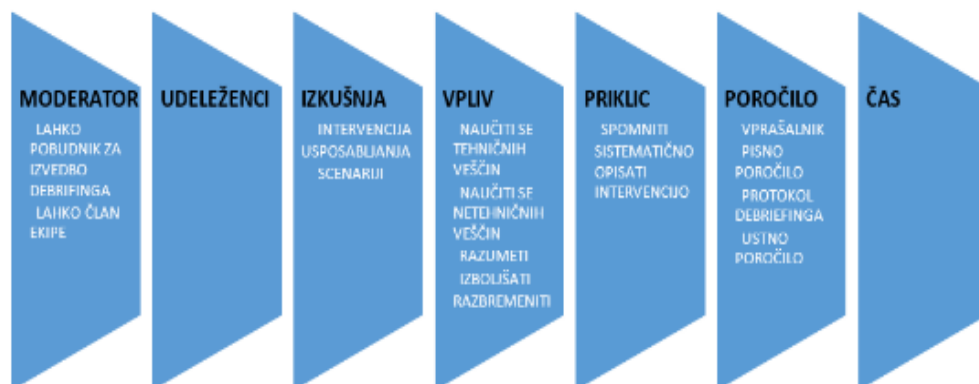 MODERATOR
LAHKO
POBUDNIK ZA
IZVEDBO
DEBRIFINGA
LAHKO ČLAN
EKIPE
UDELEŽENCI
IZKUŠNJA
INTERVENCIJA
USPOSABLJANJA
SCENARIJI
VPLIV
NAUČITI SE
TEHNIČNIH
VEŠČIN
NAUČITI SE
NETEHNIČNIH
VEŠČIN
RAZUMETI
IZBOLJŠATI
RAZBREMENITI
PRIKLIC
SPOMNITI
SISTEMATIČNO
OPISATI
INTERVENCIJO
POROČILO
VPRAŠALNIK
PISNO
POROČILO
PROTOKOL
DEBRIEFINGA
USTNO
POROČILO
ČAS